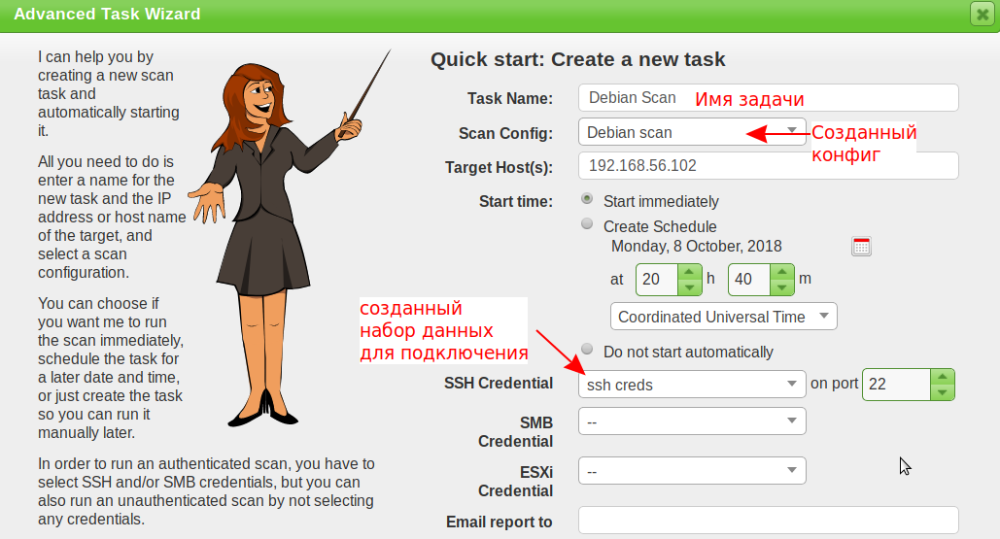 Advanced Task Wizard
I can help you by
creating a new scan
task and
automatically starting
it.
All you need to do is
enter a name for the
new task and the IP
address or host name
of the target, and
select a scan
configuration.
You can choose if
you want me to run
the scan immediately,
schedule the task for
a later date and time,
or just create the task
so you can run it
manually later.
In order to run an authenticated scan, you have to
select SSH and/or SMB credentials, but you can
also run an unauthenticated scan by not selecting
any credentials.
Quick start: Create a new task
Task Name: Debian Scan Имя задачи
Scan Config: Debian scan Созданный
конфиг
Target Host(s): 192.168.56.102
Start time: Start immediately
Create Schedule
Monday, 8 October, 2018
at 20 h 40 m
Coordinated Universal Time
созданный
набор данных
для подключения
Do not start automatically
SSH Credential ssh creds on port 22
SMB
Credential --
ESXi
Credential --
Email report to